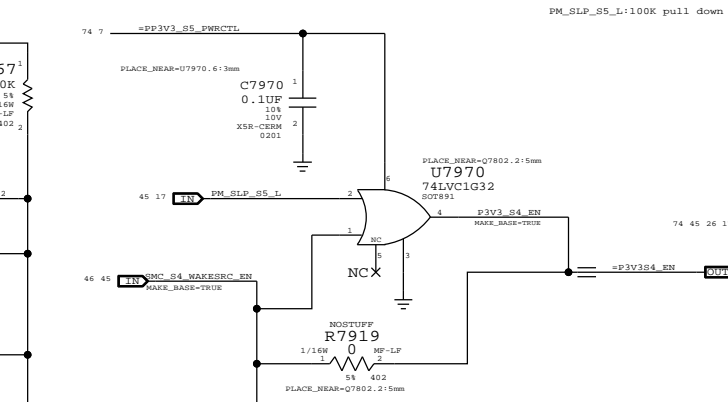 PM_SLP_S5_L:100K pull down
74 7 =PP3V3_S5_PWRCTL
PLACE_NEAR=U7970.6:3mm
57
1
0K
5%
16W
-LF
402
2
C7970
0.1UF
10%
10V
X5R-CERM
0201
1
2
PLACE_NEAR=Q7802.2:5mm
U7970
74LVC1G32
SOT891
6
45 17 IN PM_SLP_S5_L 2
4 P3V3_S4_EN
MAKE_BASE=TRUE
74 45 26 1
2
1
NC
5
3
NC
46 45 IN SMC_S4_WAKESRC_EN
MAKE_BASE=TRUE
=P3V3S4_EN OUT
NOSTUFF
R7919
1/16W 0 MF-LF
1 2
5% 402
PLACE_NEAR=Q7802.2:5mm